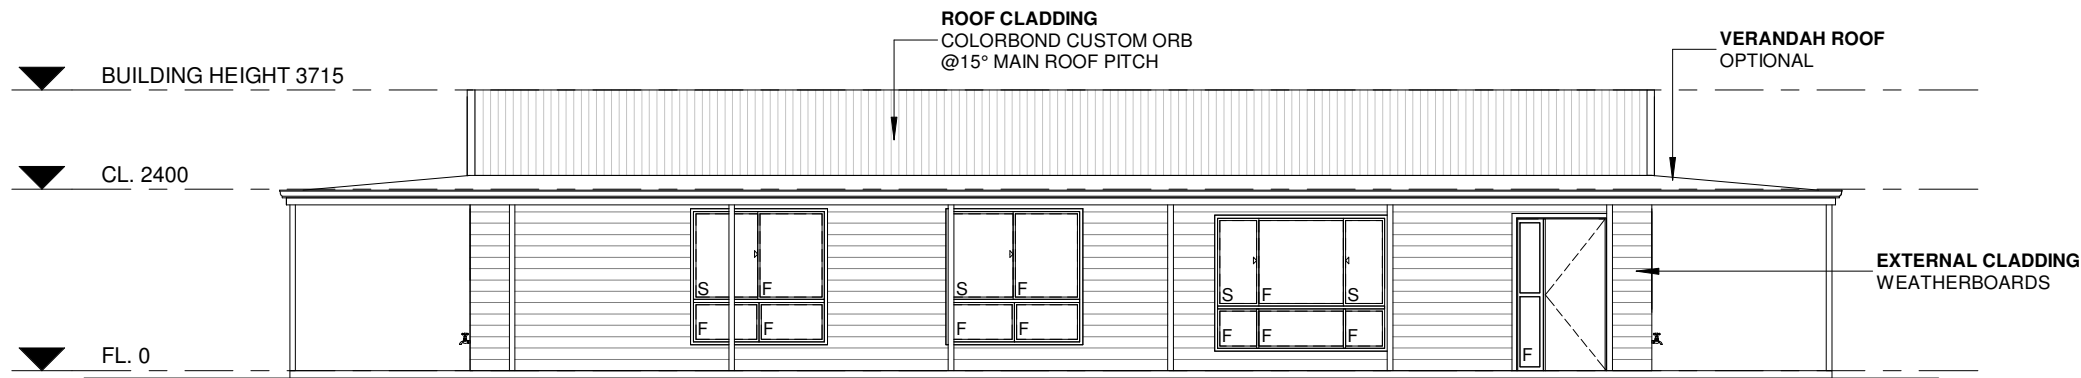 ROOF CLADDING
COLORBOND CUSTOM ORB
@15° MAIN ROOF PITCH
VERANDAH ROOF
OPTIONAL
BUILDING HEIGHT 3715
CL. 2400
EXTERNAL CLADDING
WEATHERBOARDS
S F S F S F S
F F F F F F F
FL. 0
F